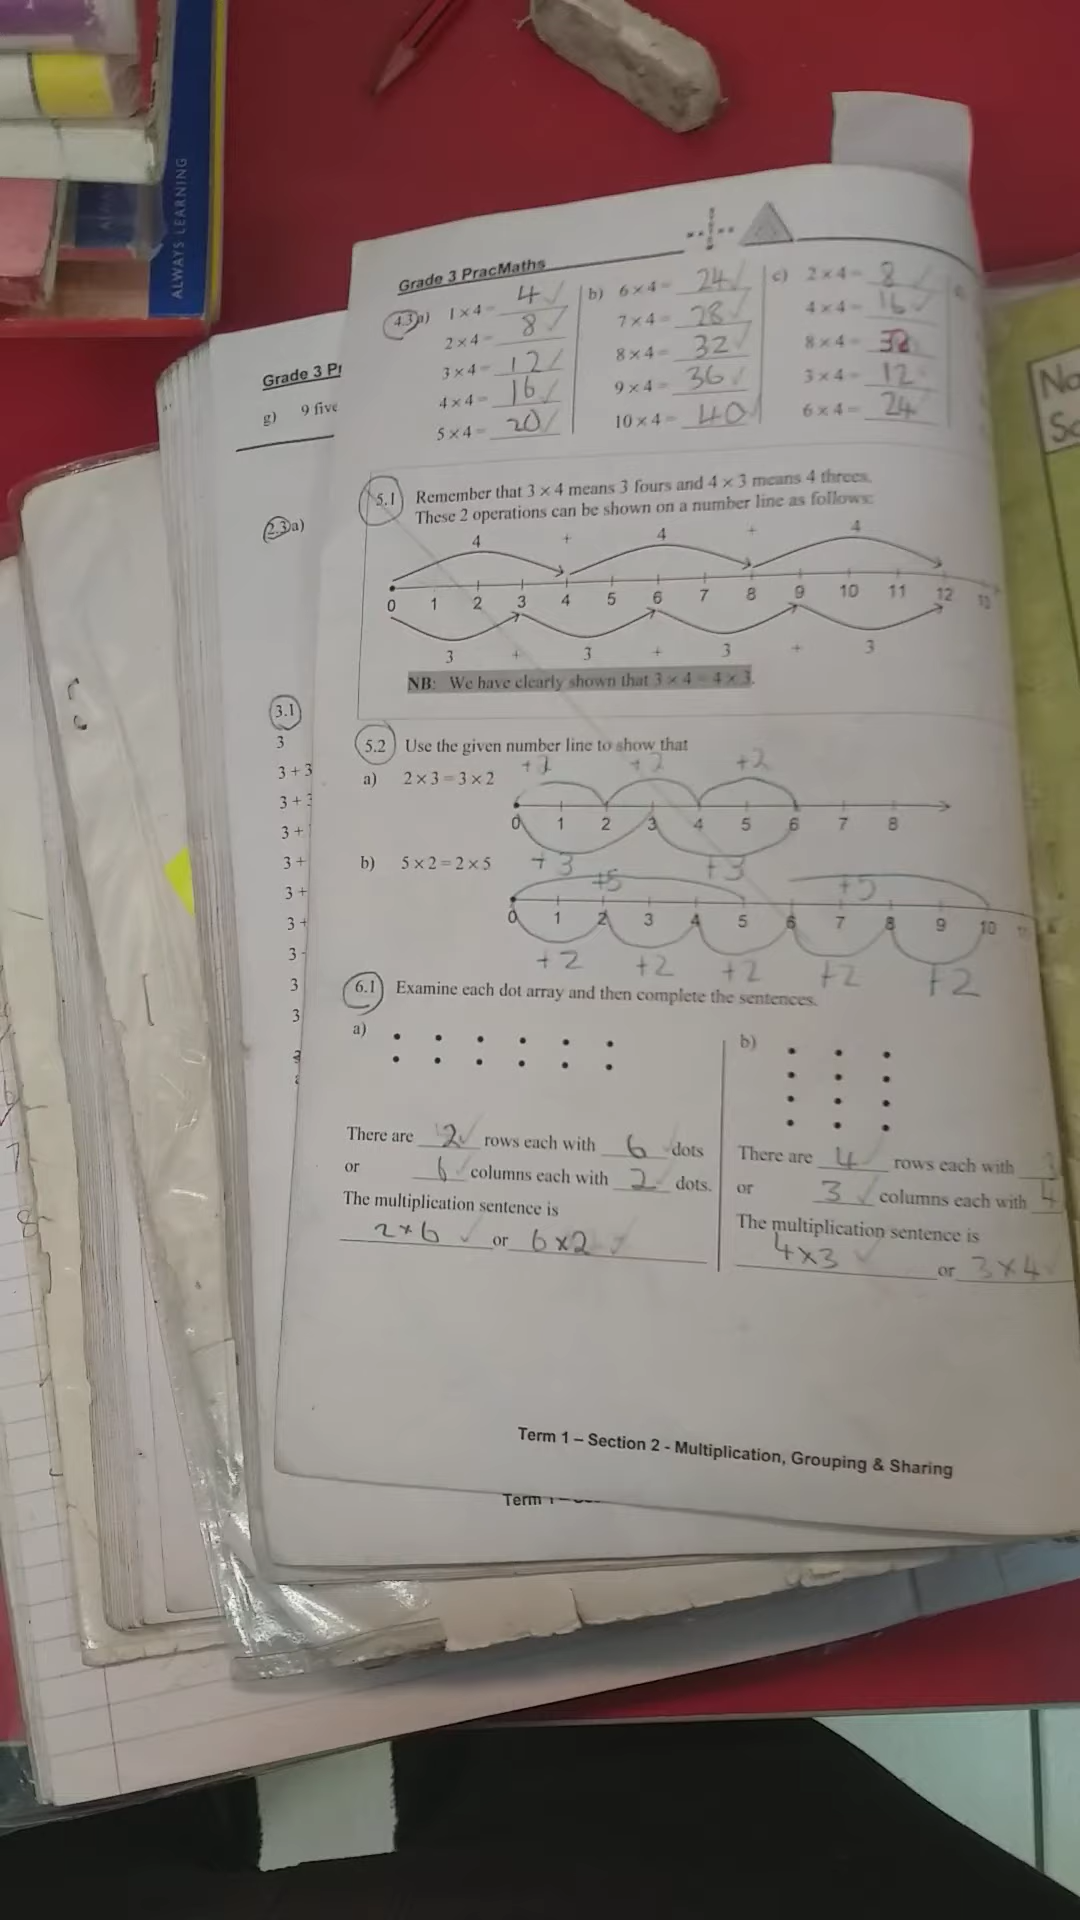 ALWAYS LEARNING
Grade 3 PracMaths
4.3 a) 1 × 4 = 4
2 × 4 = 8
3 × 4 = 12
4 × 4 = 16
5 × 4 = 20
b) 6 × 4 = 24
7 × 4 = 28
8 × 4 = 32
9 × 4 = 36
10 × 4 = 40
c) 2 × 4 = 8
4 × 4 = 16
8 × 4 = 32
3 × 4 = 12
6 × 4 = 24
5.1 Remember that 3 × 4 means 3 fours and 4 × 3 means 4 threes.
These 2 operations can be shown on a number line as follows:
4 + 4 + 4
0 1 2 3 4 5 6 7 8 9 10 11 12 13
3 + 3 + 3 + 3
NB: We have clearly shown that 3 × 4 = 4 × 3.
5.2 Use the given number line to show that
+2 +2 +2
a) 2 × 3 = 3 × 2
0 1 2 3 4 5 6 7 8
+3 +3
b) 5 × 2 = 2 × 5
+5 +5
0 1 2 3 4 5 6 7 8 9 10
+2 +2 +2 +2 +2
6.1 Examine each dot array and then complete the sentences.
a)
There are 2 rows each with 6 dots
or 6 columns each with 2 dots.
The multiplication sentence is
2×6 or 6×2
b)
There are 4 rows each with 3
or 3 columns each with 4
The multiplication sentence is
4×3 or 3×4
Term 1 – Section 2 - Multiplication, Grouping & Sharing
Grade 3
g) 9 five
2.3 a)
3.1
3
3 + 3
3 +
3 +
3 +
3 +
3 +
3
3
3
Term